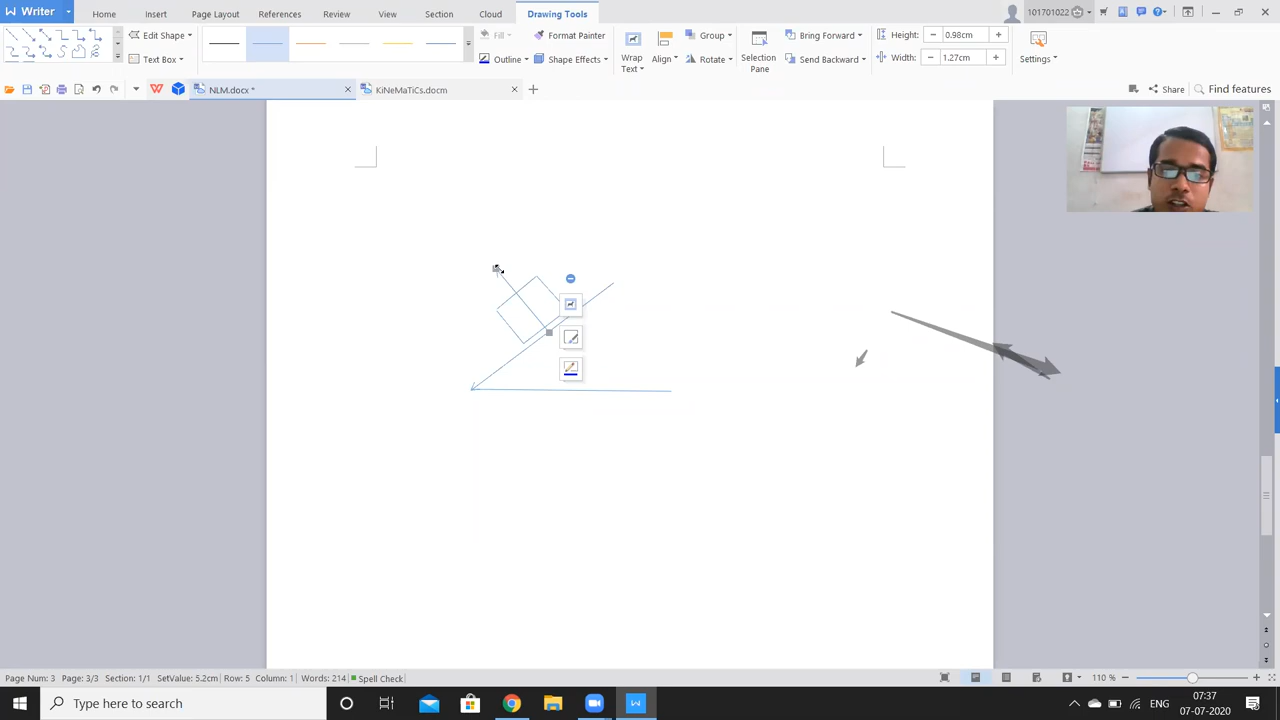 Writer
Home
Insert
Page Layout
References
Review
View
Section
Cloud
Drawing Tools
101701022
Edit Shape
Text Box
Fill
Outline
Format Painter
Shape Effects
Wrap Text
Align
Group
Rotate
Selection Pane
Bring Forward
Send Backward
Height: 0.98cm
Width: 1.27cm
Settings
NLM.docx *
KiNeMaTiCs.docm
Share
Find features
Page Num: 3 Page: 3/3 Section: 1/1 SetValue: 5.2cm Row: 5 Column: 1 Words: 214 Spell Check
110 %
Type here to search
ENG
07:37
07-07-2020